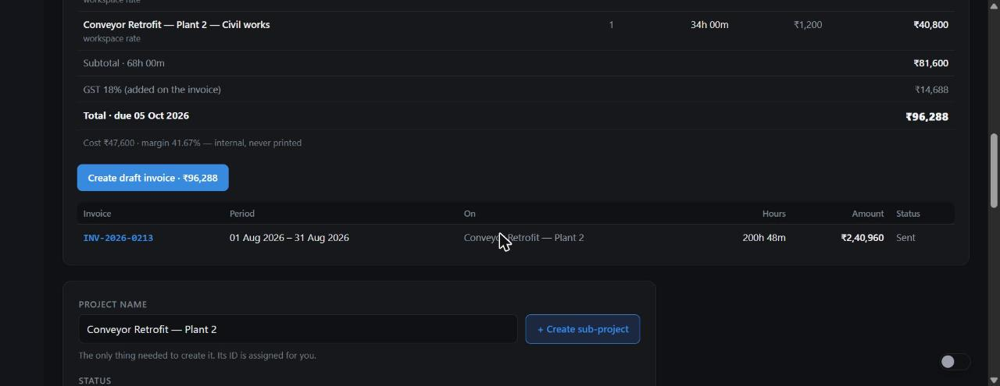 workspace rate
Conveyor Retrofit — Plant 2 — Civil works 1 34h 00m ₹1,200 ₹40,800
workspace rate
Subtotal · 68h 00m ₹81,600
GST 18% (added on the invoice) ₹14,688
Total · due 05 Oct 2026 ₹96,288
Cost ₹47,600 · margin 41.67% — internal, never printed
Create draft invoice · ₹96,288
Invoice Period On Hours Amount Status
INV-2026-0213 01 Aug 2026 – 31 Aug 2026 Conveyor Retrofit — Plant 2 200h 48m ₹2,40,960 Sent
PROJECT NAME
Conveyor Retrofit — Plant 2 + Create sub-project
The only thing needed to create it. Its ID is assigned for you.
STATUS